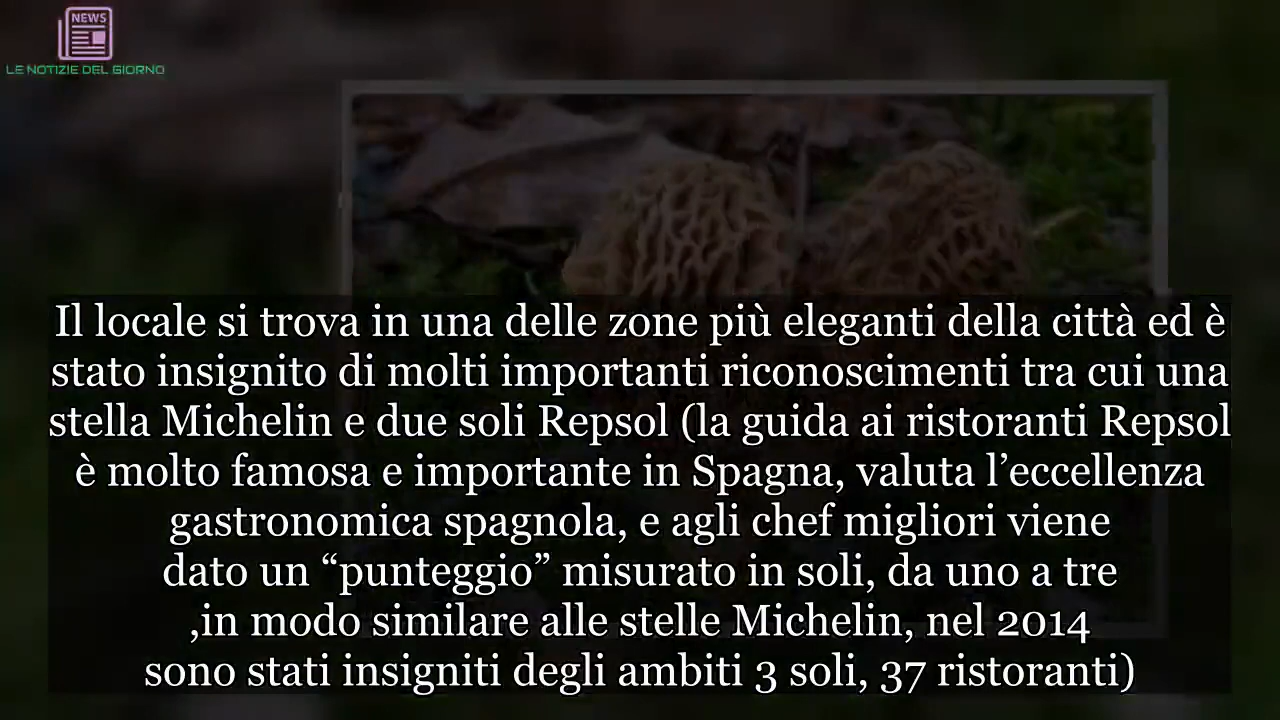 NEWS
LE NOTIZIE DEL GIORNO
Il locale si trova in una delle zone più eleganti della città ed è
stato insignito di molti importanti riconoscimenti tra cui una
stella Michelin e due soli Repsol (la guida ai ristoranti Repsol
è molto famosa e importante in Spagna, valuta l’eccellenza
gastronomica spagnola, e agli chef migliori viene
dato un “punteggio” misurato in soli, da uno a tre
,in modo similare alle stelle Michelin, nel 2014
sono stati insigniti degli ambiti 3 soli, 37 ristoranti)